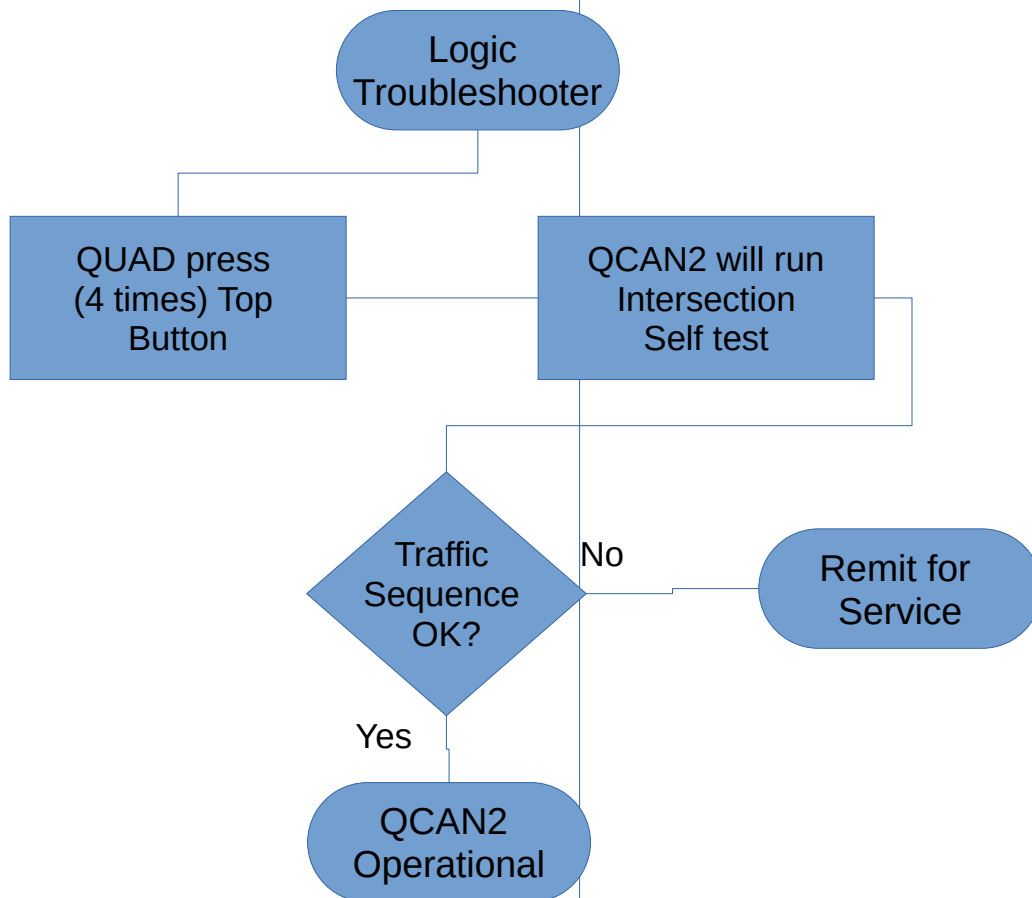 Logic
Troubleshooter
QUAD press
(4 times) Top
Button
QCAN2 will run
Intersection
Self test
Traffic
Sequence
OK?
No
Remit for
Service
Yes
QCAN2
Operational